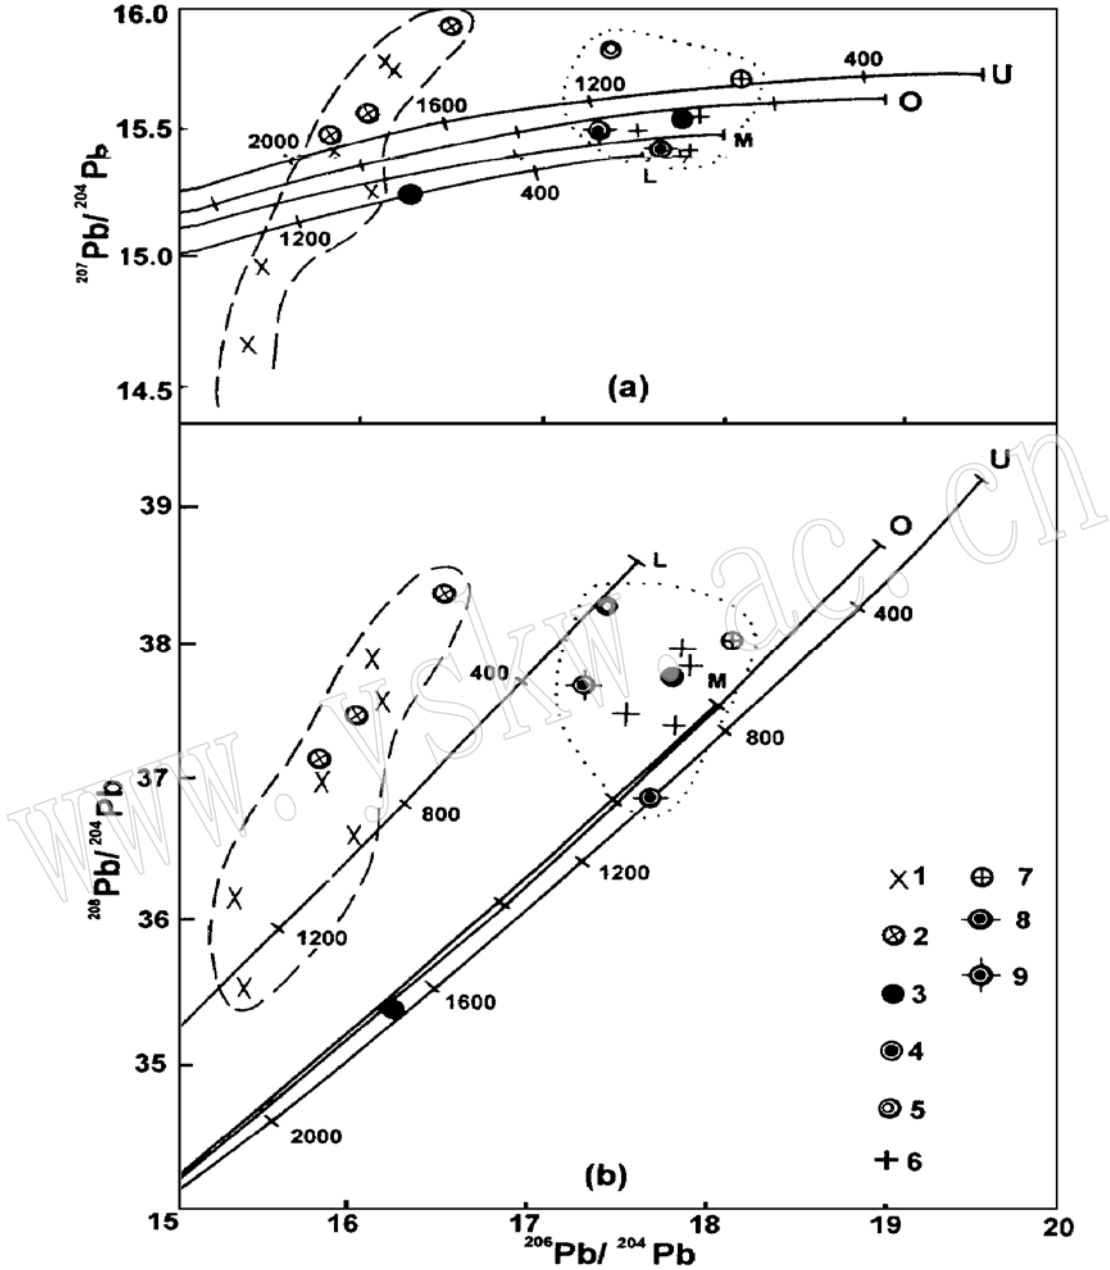 16.0
15.5
15.0
14.5
²⁰⁷Pb/ ²⁰⁴Pb
2000
1600
1200
400
U
O
M
L
400
1200
(a)
39
38
37
36
35
²⁰⁸Pb/ ²⁰⁴Pb
U
O
L
M
400
400
800
800
1200
1200
1600
2000
1
2
3
4
5
6
7
8
9
(b)
15
16
17
18
19
20
²⁰⁶Pb/ ²⁰⁴Pb
www.yskw.ac.cn